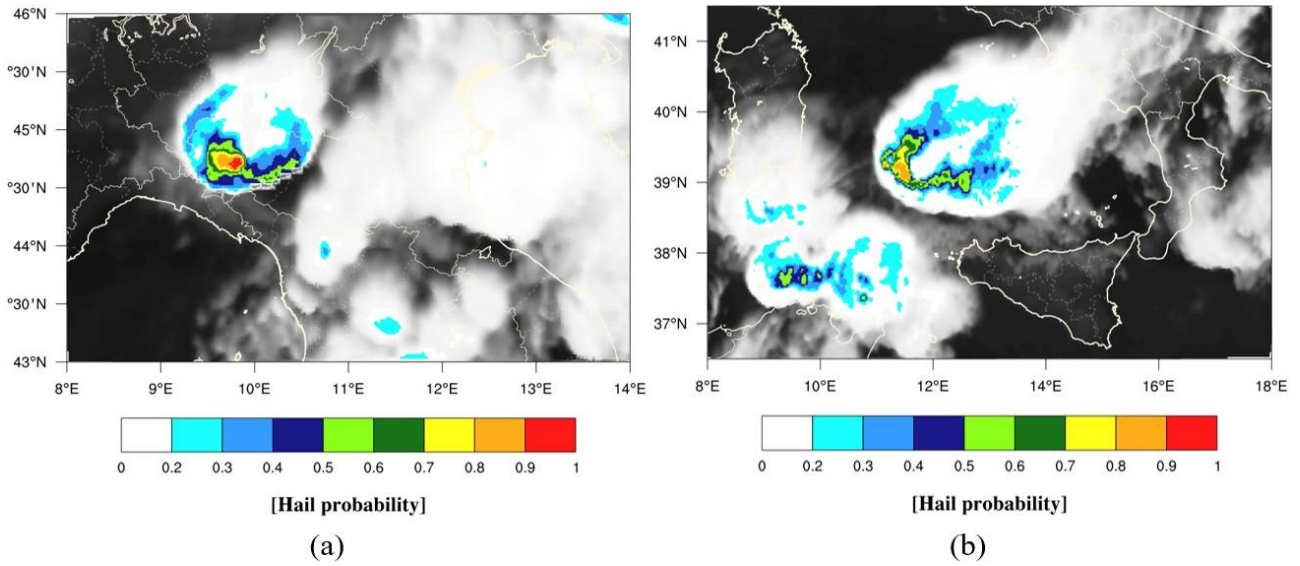 46°N
°30'N
45°N
°30'N
44°N
°30'N
43°N
8°E 9°E 10°E 11°E 12°E 13°E 14°E
0 0.2 0.3 0.4 0.5 0.6 0.7 0.8 0.9 1
[Hail probability]
(a)
41°N
40°N
39°N
38°N
37°N
8°E 10°E 12°E 14°E 16°E 18°E
0 0.2 0.3 0.4 0.5 0.6 0.7 0.8 0.9 1
[Hail probability]
(b)